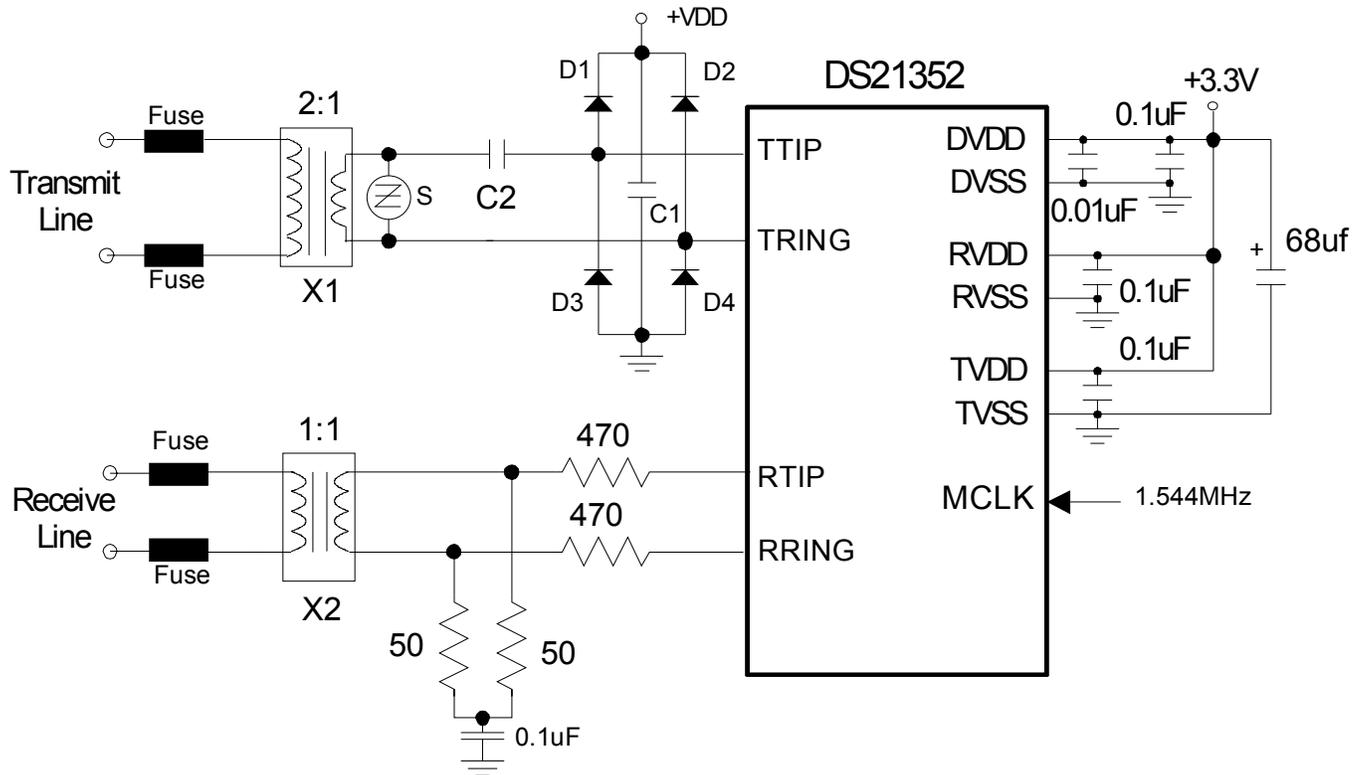 +VDD
D1
D2
DS21352
+3.3V
Fuse
2:1
0.1uF
TTIP
DVDD
Transmit
Line
S
C2
C1
DVSS
0.01uF
TRING
RVDD
+
68uf
Fuse
X1
D3
D4
RVSS
0.1uF
0.1uF
TVDD
TVSS
Fuse
1:1
470
RTIP
Receive
Line
MCLK
1.544MHz
470
RRING
Fuse
X2
50
50
0.1uF